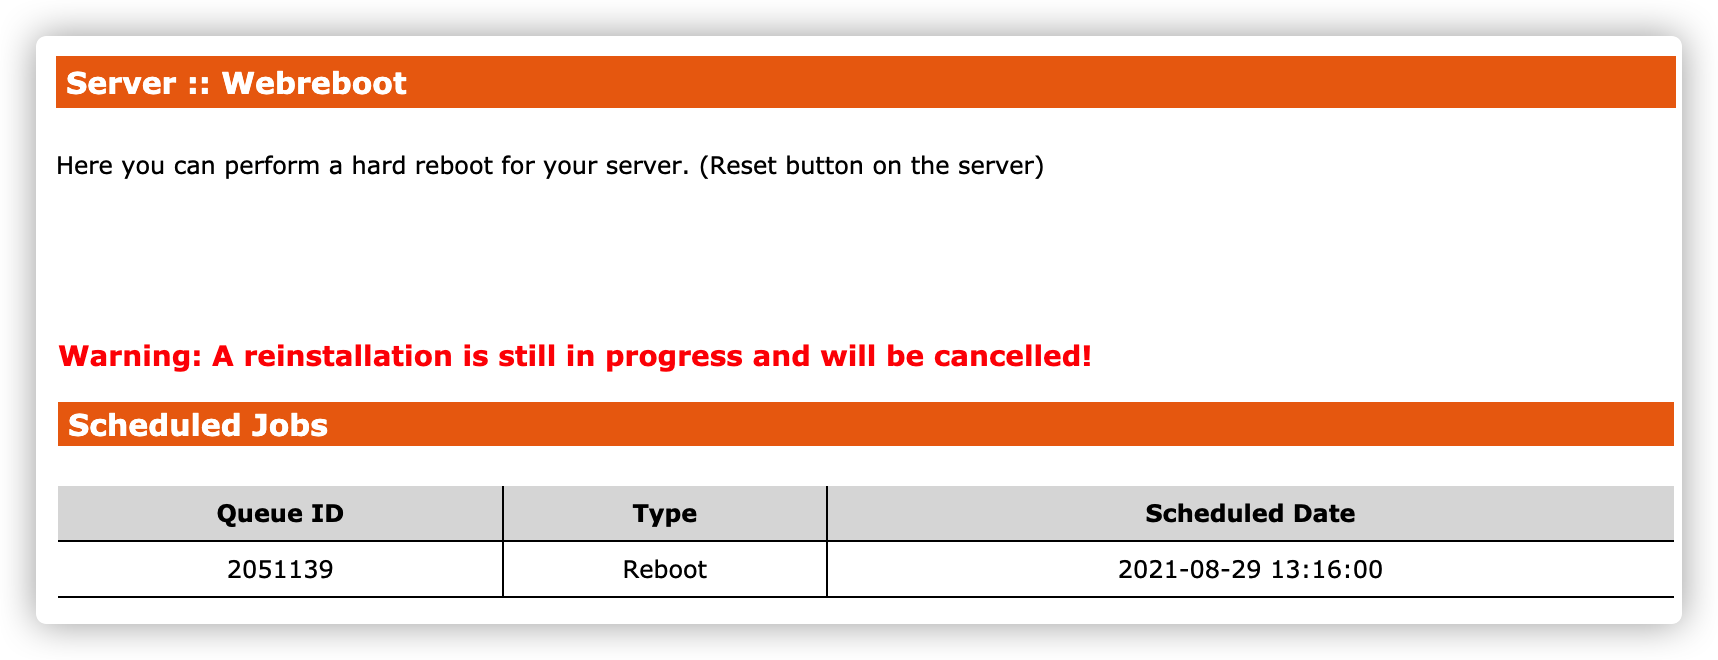 Server :: Webreboot
Here you can perform a hard reboot for your server. (Reset button on the server)
Warning: A reinstallation is still in progress and will be cancelled!
Scheduled Jobs
Queue ID Type Scheduled Date
2051139 Reboot 2021-08-29 13:16:00